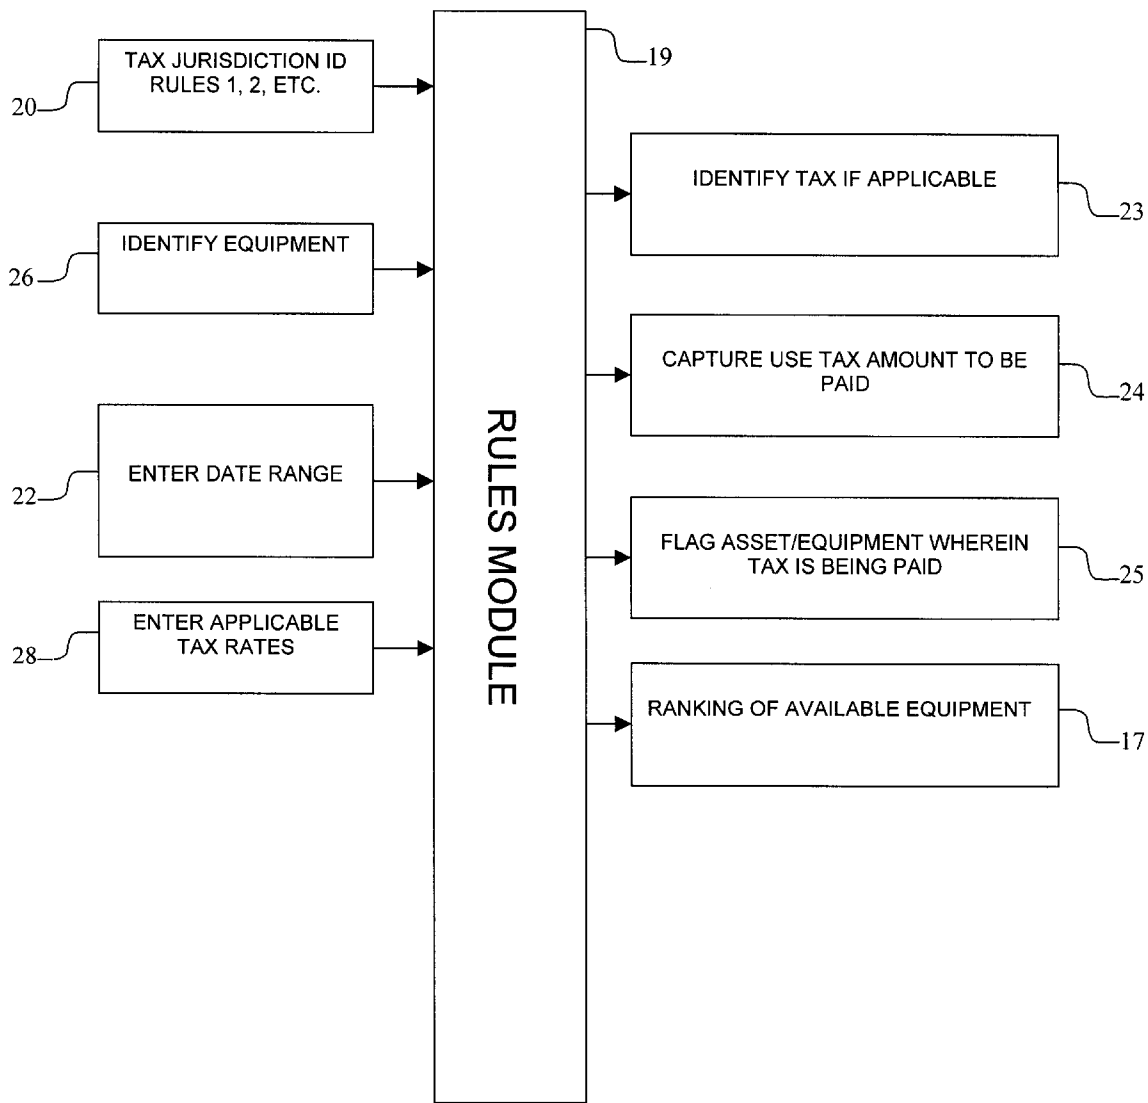 TAX JURISDICTION ID
RULES 1, 2, ETC.
20
IDENTIFY EQUIPMENT
26
ENTER DATE RANGE
22
ENTER APPLICABLE
TAX RATES
28
RULES MODULE
19
IDENTIFY TAX IF APPLICABLE
23
CAPTURE USE TAX AMOUNT TO BE
PAID
24
FLAG ASSET/EQUIPMENT WHEREIN
TAX IS BEING PAID
25
RANKING OF AVAILABLE EQUIPMENT
17